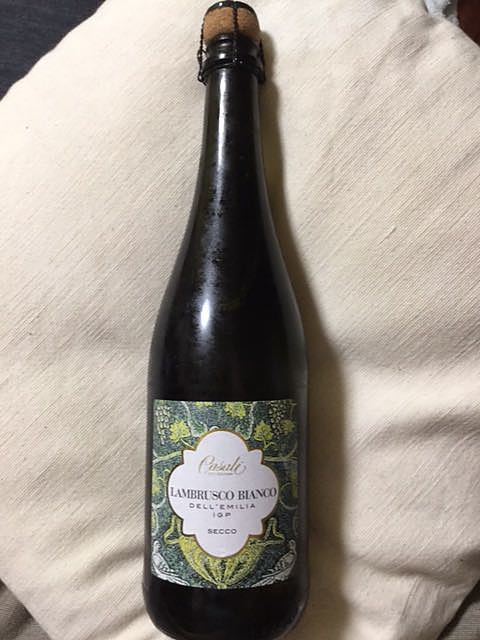 Casali
LAMBRUSCO BIANCO
DELL'EMILIA
IGP
SECCO